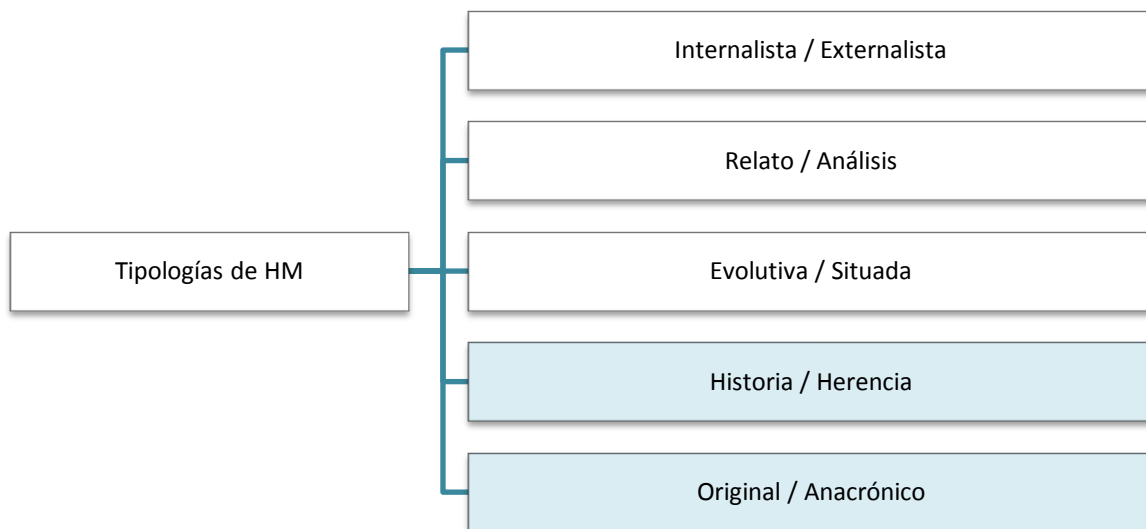 Internalista / Externalista
Relato / Análisis
Tipologías de HM
Evolutiva / Situada
Historia / Herencia
Original / Anacrónico